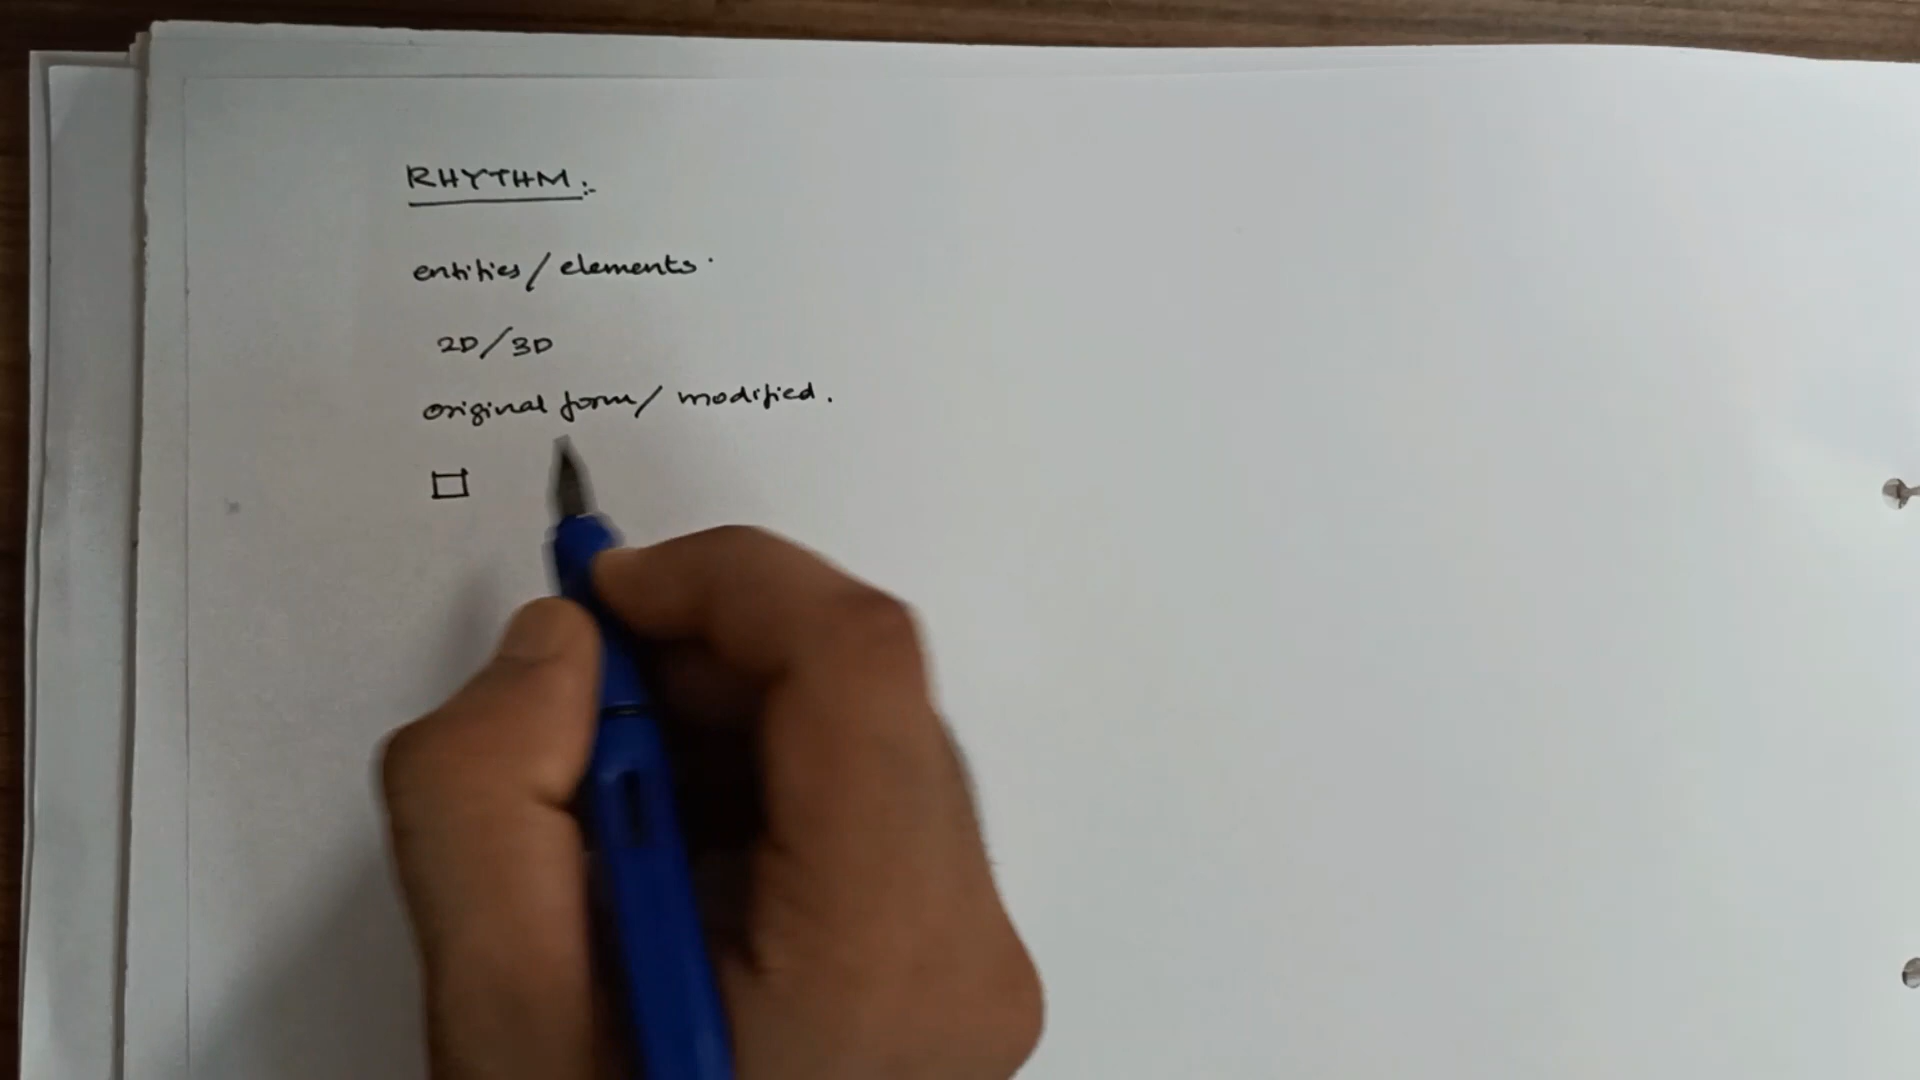 RHYTHM:-
entities/elements.
2D/3D
original form/modified.